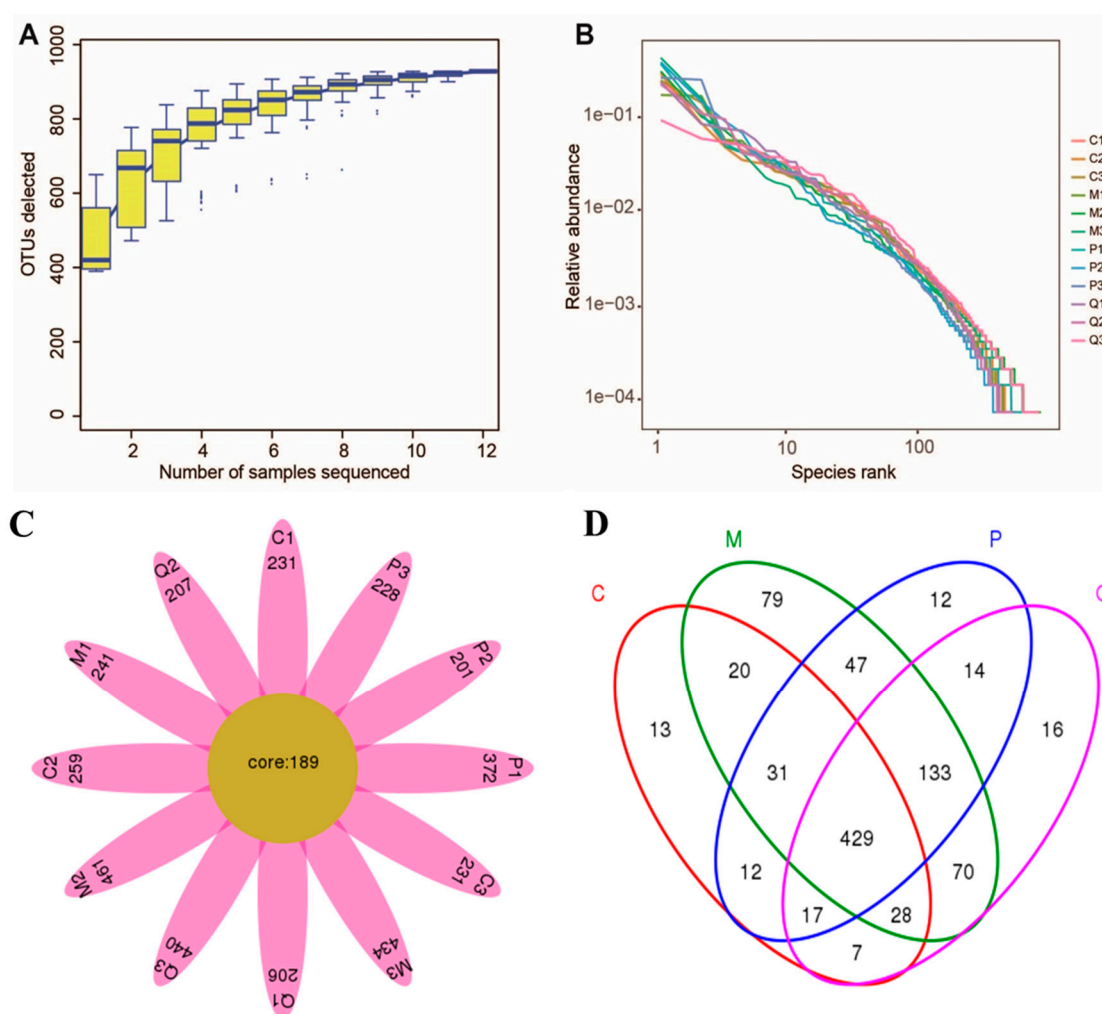 A
OTUs delected
1000
800
600
400
200
0
2 4 6 8 10 12
Number of samples sequenced
B
Relative abundance
1e−01
1e−02
1e−03
1e−04
1 10 100
Species rank
C1
C2
C3
M1
M2
M3
P1
P2
P3
Q1
Q2
Q3
C
C1
231
P3
228
P2
201
P1
372
C3
231
M3
434
Q1
206
Q3
440
M2
461
C2
259
M1
241
Q2
207
core:189
D
C
M
P
79
12
20
47
14
13
16
31
133
429
12
70
17
28
7